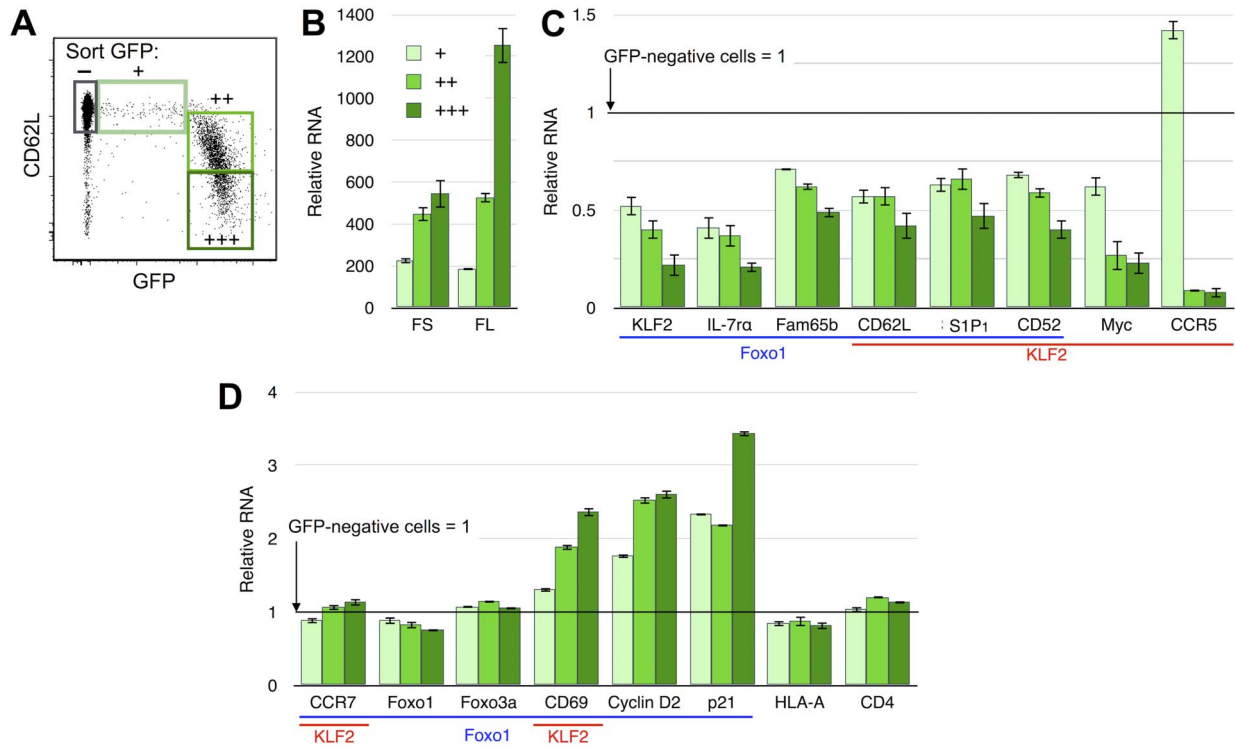 A
Sort GFP:
− + ++
+++
CD62L
GFP
B
1400
1200
1000
800
600
400
200
0
Relative RNA
+
++
+++
FS FL
C
1.5
1
0.5
0
Relative RNA
GFP-negative cells = 1
KLF2 IL-7rα Fam65b CD62L S1P1 CD52 Myc CCR5
Foxo1 KLF2
D
4
3
2
1
0
Relative RNA
GFP-negative cells = 1
CCR7 Foxo1 Foxo3a CD69 Cyclin D2 p21 HLA-A CD4
KLF2 Foxo1 KLF2